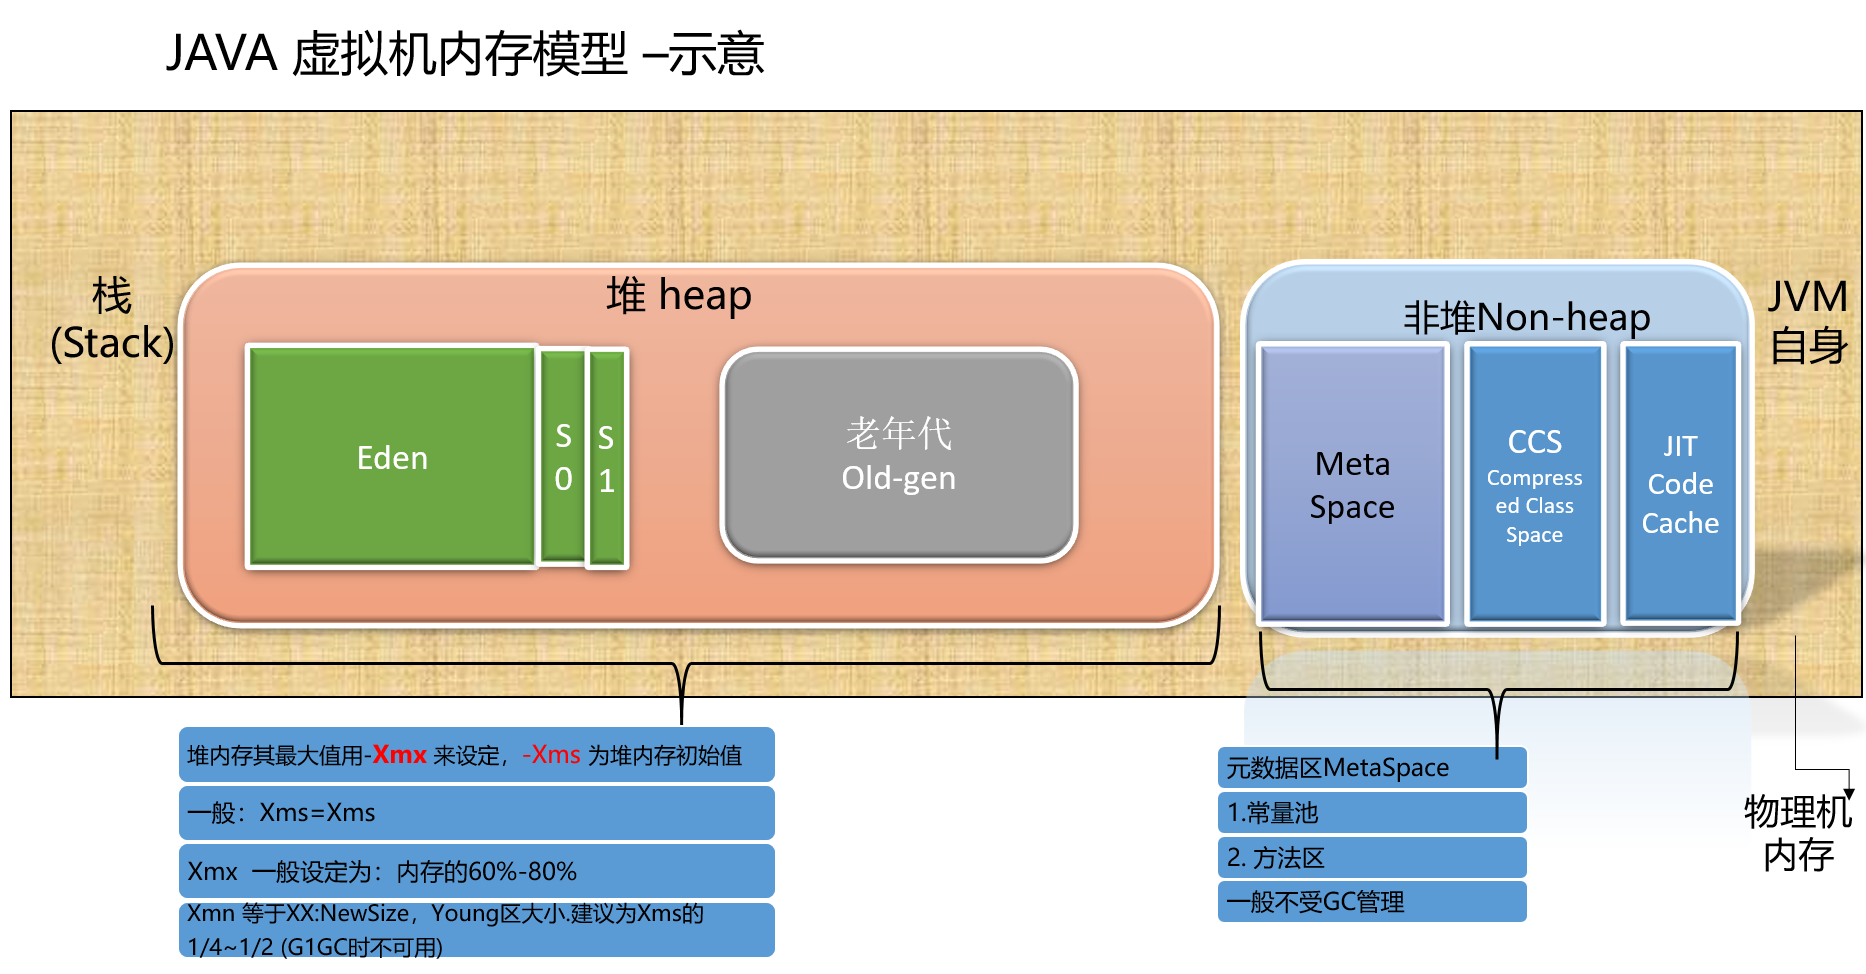 JAVA 虚拟机内存模型 –示意
栈
(Stack)
堆 heap
Eden
S
0
S
1
老年代
Old-gen
非堆Non-heap
Meta
Space
CCS
Compress
ed Class
Space
JIT
Code
Cache
JVM
自身
堆内存其最大值用-Xmx 来设定，-Xms 为堆内存初始值
一般：Xms=Xms
Xmx 一般设定为：内存的60%-80%
Xmn 等于XX:NewSize，Young区大小.建议为Xms的
1/4~1/2 (G1GC时不可用)
元数据区MetaSpace
1.常量池
2. 方法区
一般不受GC管理
物理机
内存